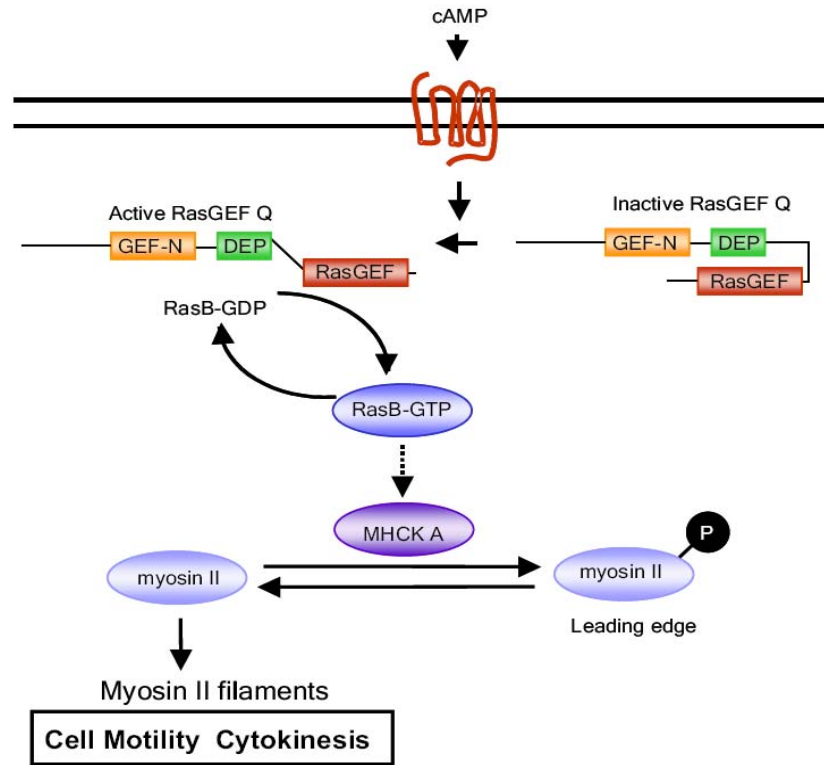 cAMP
Active RasGEF Q
Inactive RasGEF Q
GEF-N
DEP
RasGEF
GEF-N
DEP
RasGEF
RasB-GDP
RasB-GTP
MHCK A
P
myosin II
myosin II
Leading edge
Myosin II filaments
Cell Motility Cytokinesis